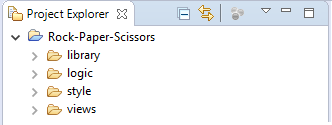 Project Explorer
Rock-Paper-Scissors
library
logic
style
views